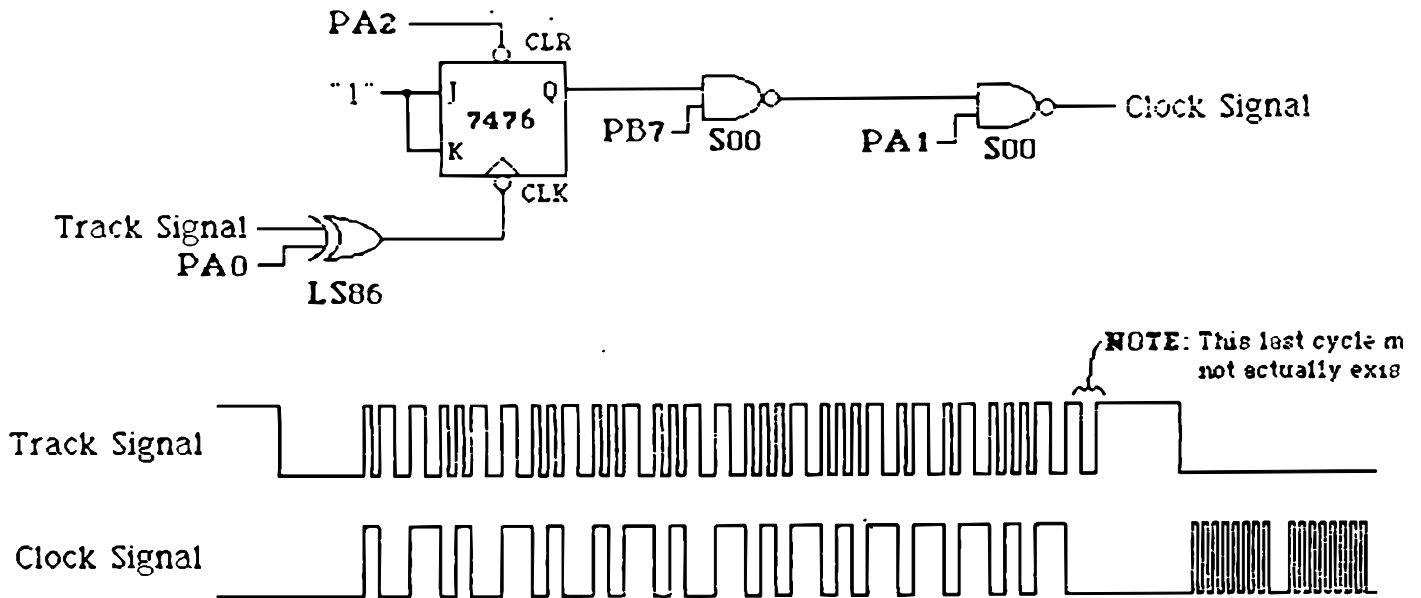 PA2
CLR
"1"
J
Q
7476
K
CLK
PB7
S00
PA1
S00
Clock Signal
Track Signal
PA0
LS86
NOTE: This last cycle m
not actually exis
Track Signal
Clock Signal